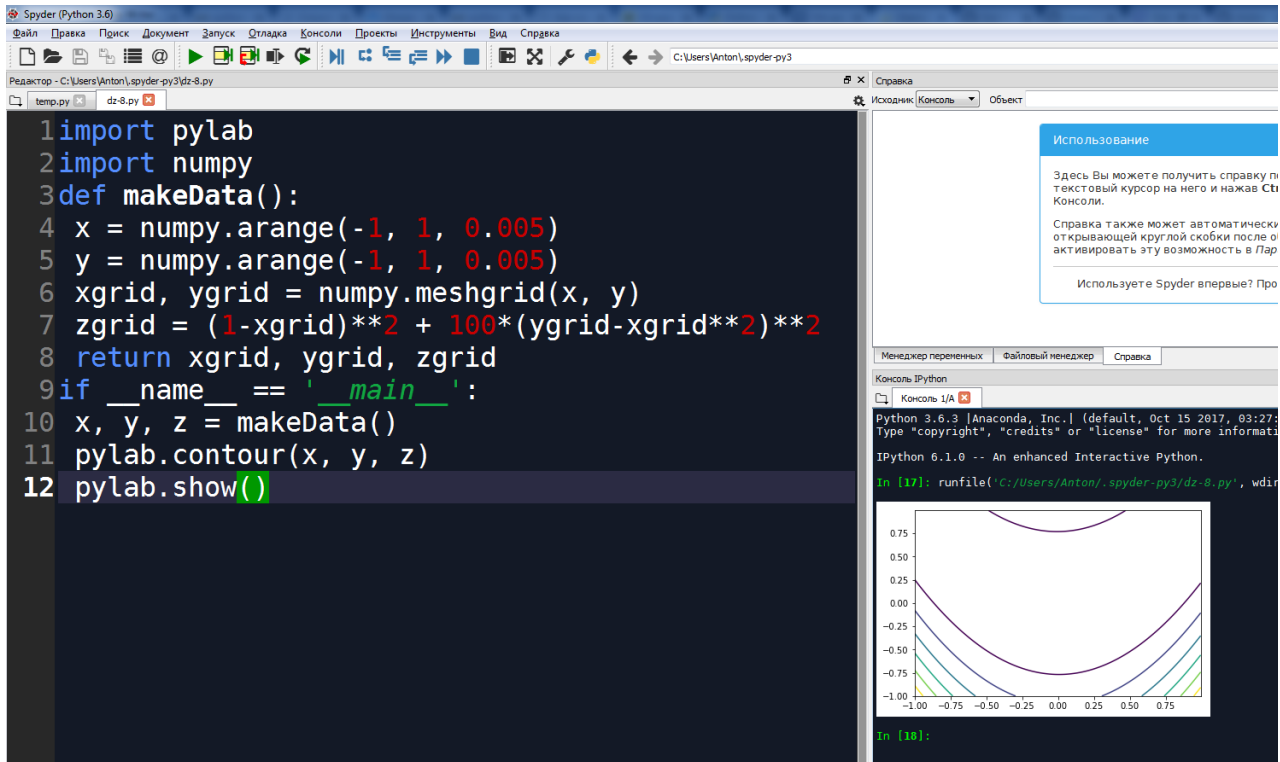 Spyder (Python 3.6)
Файл Правка Поиск Документ Запуск Отладка Консоли Проекты Инструменты Вид Справка
C:\Users\Anton\.spyder-py3
Редактор - C:\Users\Anton\.spyder-py3\dz-8.py
temp.py dz-8.py
1 import pylab
2 import numpy
3 def makeData():
4 x = numpy.arange(-1, 1, 0.005)
5 y = numpy.arange(-1, 1, 0.005)
6 xgrid, ygrid = numpy.meshgrid(x, y)
7 zgrid = (1-xgrid)**2 + 100*(ygrid-xgrid**2)**2
8 return xgrid, ygrid, zgrid
9 if __name__ == '__main__':
10 x, y, z = makeData()
11 pylab.contour(x, y, z)
12 pylab.show()
Справка
Исходник Консоль Объект
Использование
Здесь Вы можете получить справку п
текстовый курсор на него и нажав Ct
Консоли.
Справка также может автоматически
открывающей круглой скобки после о
активировать эту возможность в Пар
Используете Spyder впервые? Про
Менеджер переменных Файловый менеджер Справка
Консоль IPython
Консоль 1/A
Python 3.6.3 |Anaconda, Inc.| (default, Oct 15 2017, 03:27:
Type "copyright", "credits" or "license" for more informati
IPython 6.1.0 -- An enhanced Interactive Python.
In [17]: runfile('C:/Users/Anton/.spyder-py3/dz-8.py', wdir
0.75
0.50
0.25
0.00
−0.25
−0.50
−0.75
−1.00
−1.00 −0.75 −0.50 −0.25 0.00 0.25 0.50 0.75
In [18]: